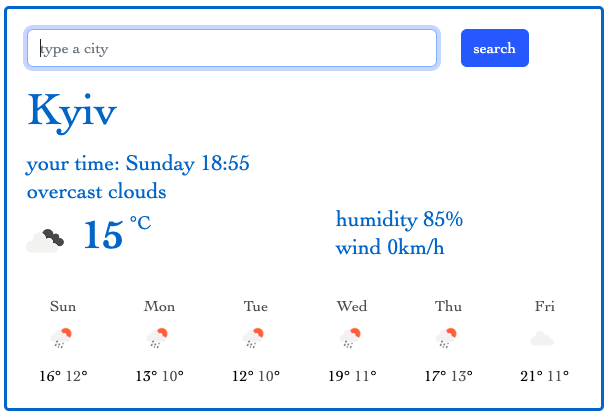 type a city search
Kyiv
your time: Sunday 18:55
overcast clouds
15 °C
humidity 85%
wind 0km/h
Sun Mon Tue Wed Thu Fri
16° 12° 13° 10° 12° 10° 19° 11° 17° 13° 21° 11°